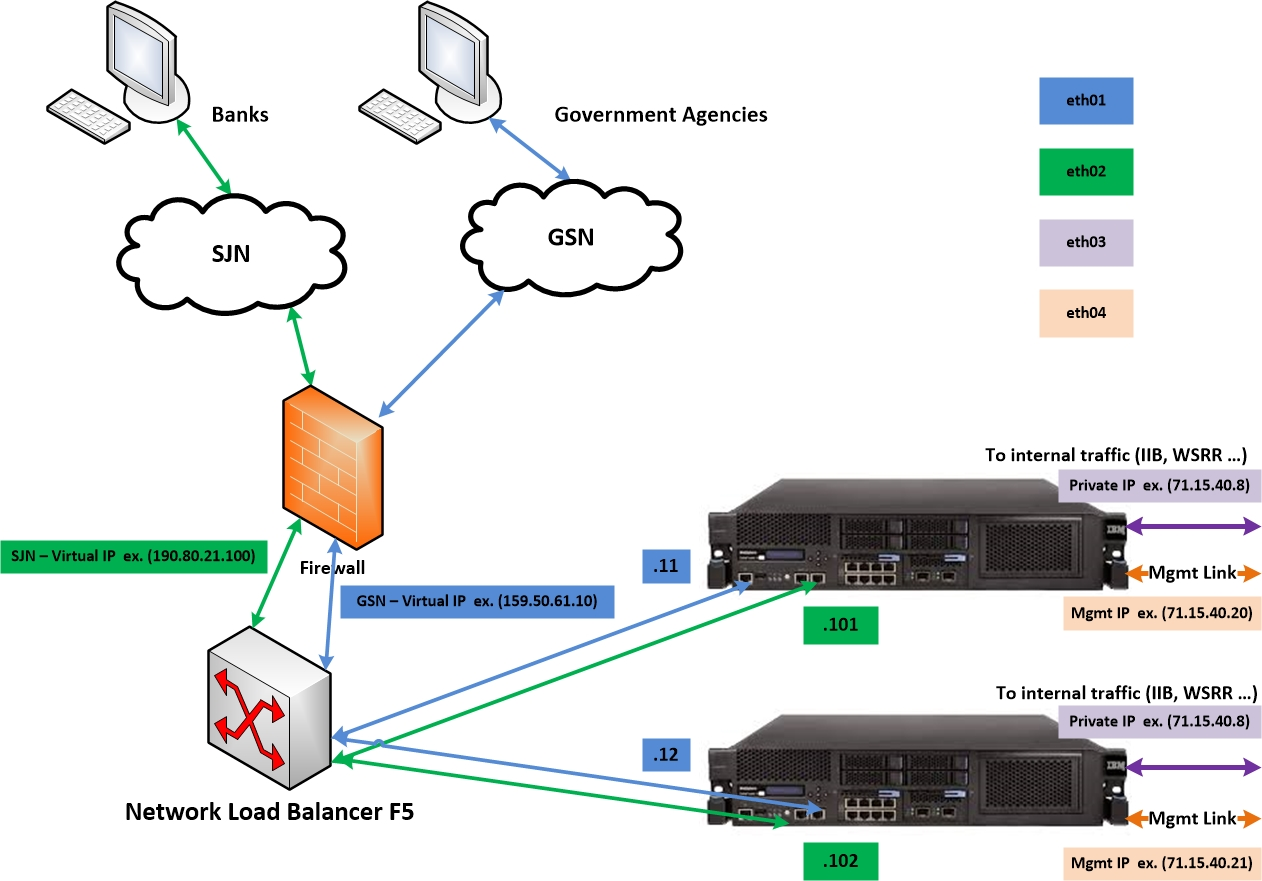 Banks
Government Agencies
eth01
eth02
eth03
eth04
SJN
GSN
To internal traffic (IIB, WSRR ...)
Private IP ex. (71.15.40.8)
IBM
SJN – Virtual IP ex. (190.80.21.100)
Firewall
.11
Mgmt Link
GSN – Virtual IP ex. (159.50.61.10)
.101
Mgmt IP ex. (71.15.40.20)
To internal traffic (IIB, WSRR ...)
Private IP ex. (71.15.40.8)
.12
IBM
Network Load Balancer F5
Mgmt Link
.102
Mgmt IP ex. (71.15.40.21)